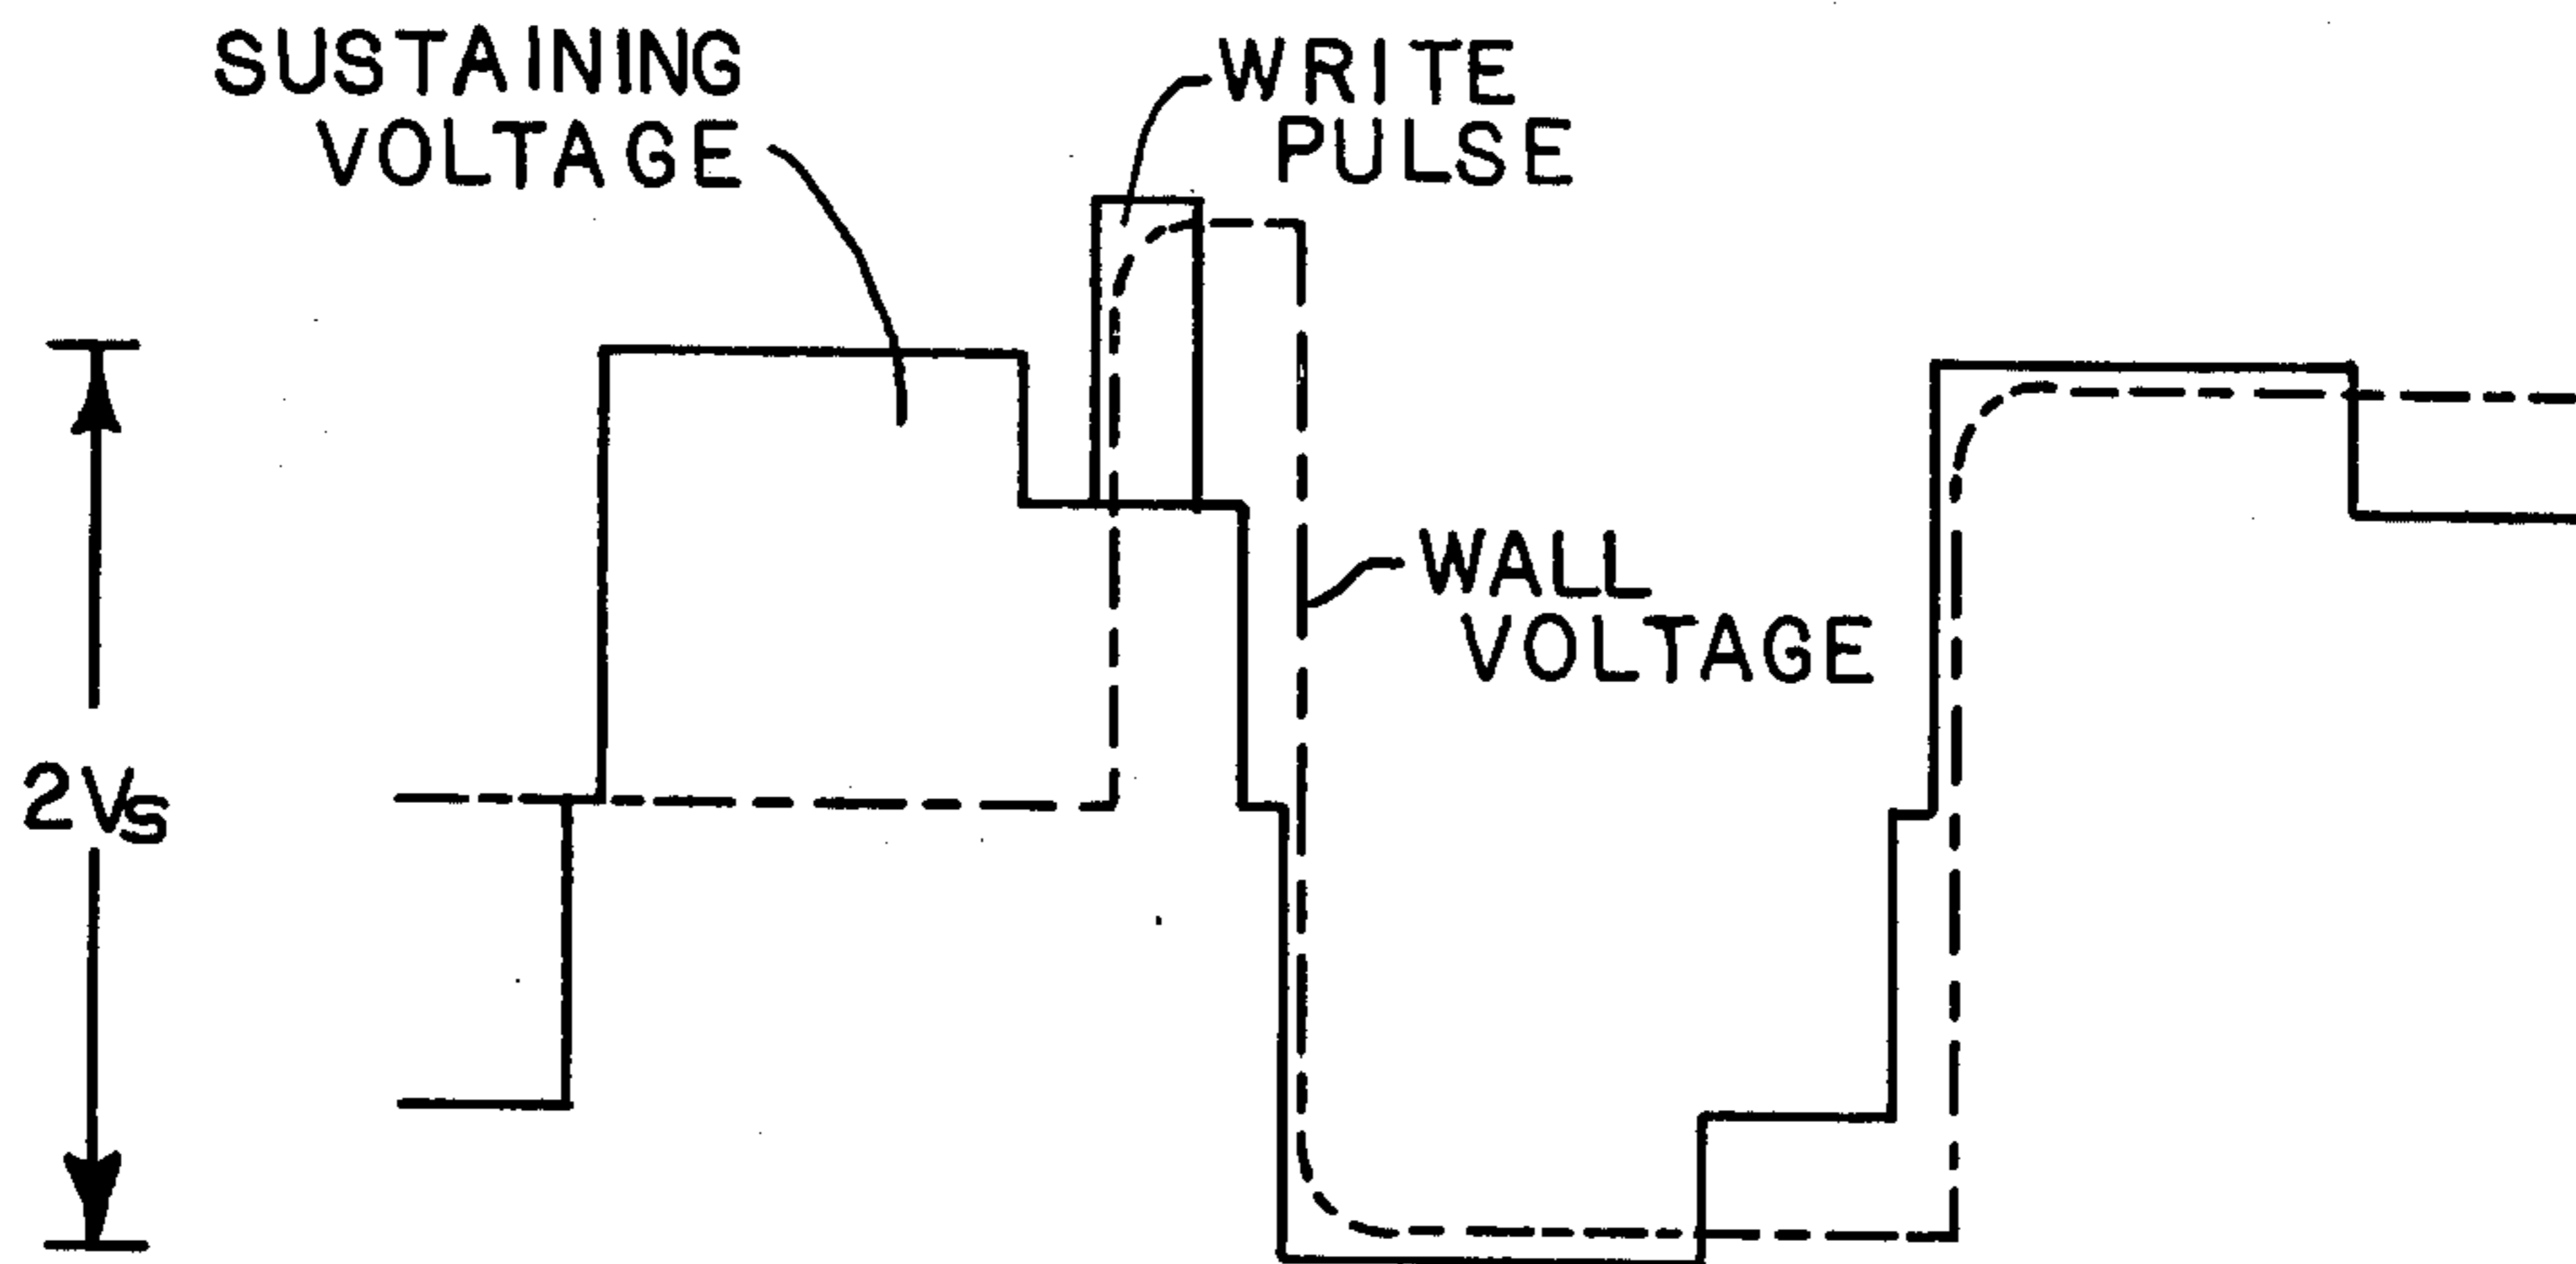 SUSTAINING
VOLTAGE
WRITE
PULSE
WALL
VOLTAGE
2Vs